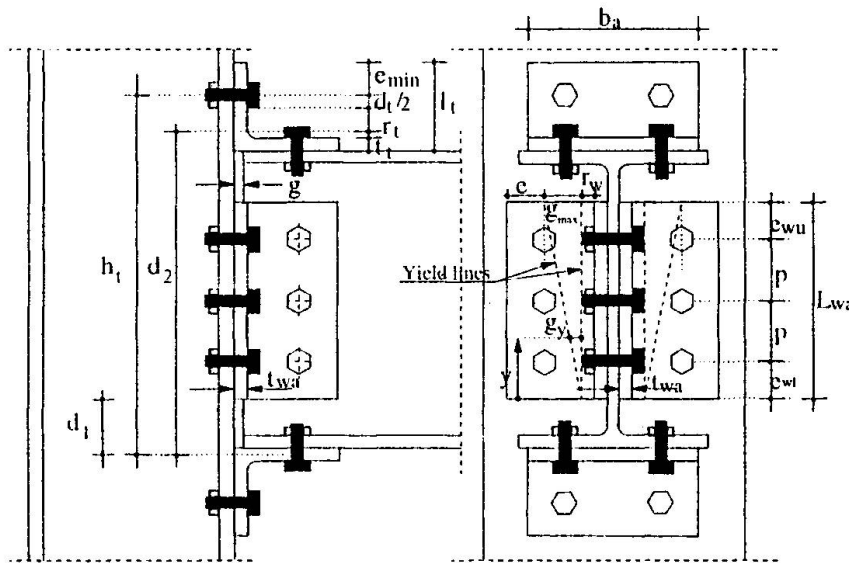 b_a
e_min
d_t/2
l_t
r_t
t_t
g
e
r_w
g_max
e_wu
h_t
d_2
Yield lines
p
L_wa
g_y
p
y
t_wa
t_wa
e_wl
d_1